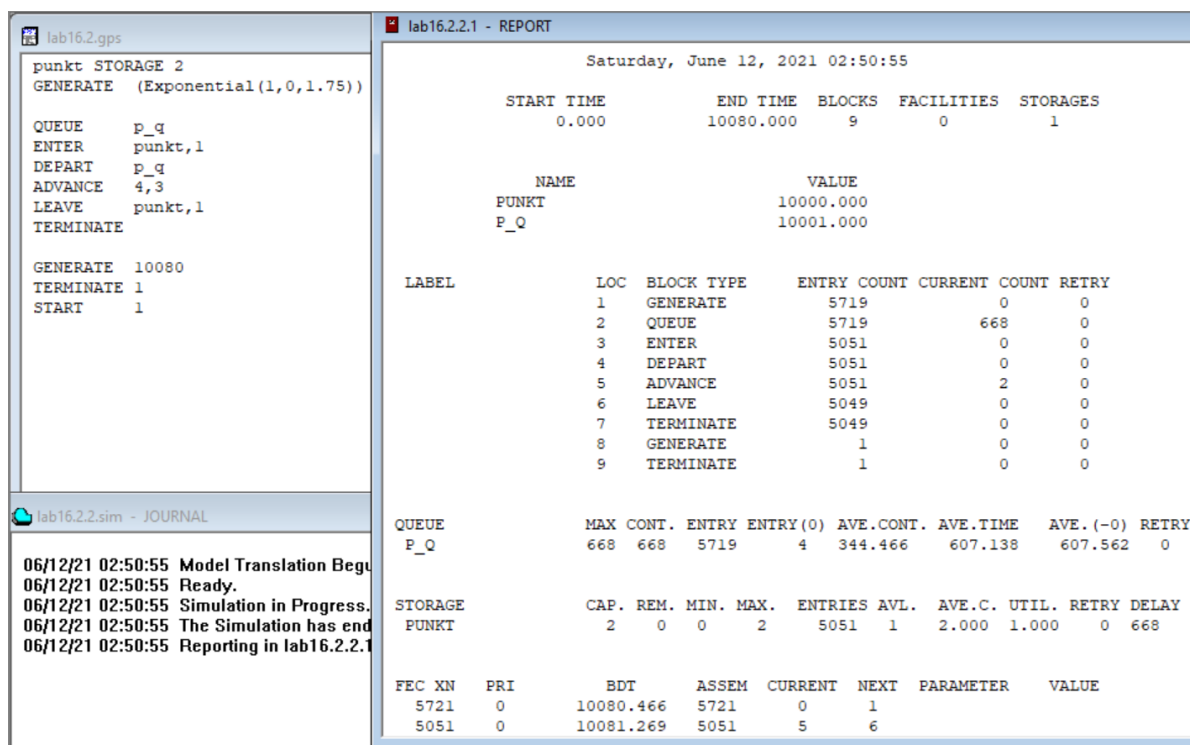 lab16.2.gps
punkt STORAGE 2
GENERATE (Exponential(1,0,1.75))
QUEUE p_q
ENTER punkt,1
DEPART p_q
ADVANCE 4,3
LEAVE punkt,1
TERMINATE
GENERATE 10080
TERMINATE 1
START 1
lab16.2.2.sim - JOURNAL
06/12/21 02:50:55 Model Translation Begu
06/12/21 02:50:55 Ready.
06/12/21 02:50:55 Simulation in Progress.
06/12/21 02:50:55 The Simulation has end
06/12/21 02:50:55 Reporting in lab16.2.2.1
lab16.2.2.1 - REPORT
Saturday, June 12, 2021 02:50:55
START TIME END TIME BLOCKS FACILITIES STORAGES
0.000 10080.000 9 0 1
NAME VALUE
PUNKT 10000.000
P_Q 10001.000
LABEL LOC BLOCK TYPE ENTRY COUNT CURRENT COUNT RETRY
1 GENERATE 5719 0 0
2 QUEUE 5719 668 0
3 ENTER 5051 0 0
4 DEPART 5051 0 0
5 ADVANCE 5051 2 0
6 LEAVE 5049 0 0
7 TERMINATE 5049 0 0
8 GENERATE 1 0 0
9 TERMINATE 1 0 0
QUEUE MAX CONT. ENTRY ENTRY(0) AVE.CONT. AVE.TIME AVE.(-0) RETRY
P_Q 668 668 5719 4 344.466 607.138 607.562 0
STORAGE CAP. REM. MIN. MAX. ENTRIES AVL. AVE.C. UTIL. RETRY DELAY
PUNKT 2 0 0 2 5051 1 2.000 1.000 0 668
FEC XN PRI BDT ASSEM CURRENT NEXT PARAMETER VALUE
5721 0 10080.466 5721 0 1
5051 0 10081.269 5051 5 6